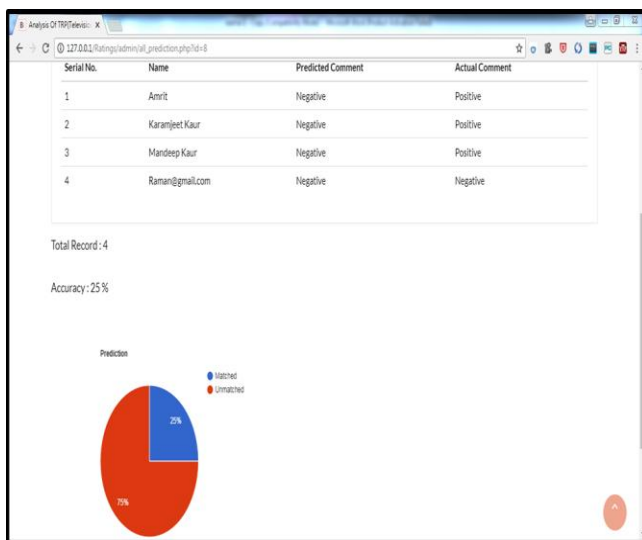 B Analysis Of TRP(Televisic X
127.0.0.1/Ratings/admin/all_prediction.php?id=8
Serial No. Name Predicted Comment Actual Comment
1 Amrit Negative Positive
2 Karamjeet Kaur Negative Positive
3 Mandeep Kaur Negative Positive
4 Raman@gmail.com Negative Negative
Total Record : 4
Accuracy : 25 %
Prediction
Matched
Unmatched
25%
75%